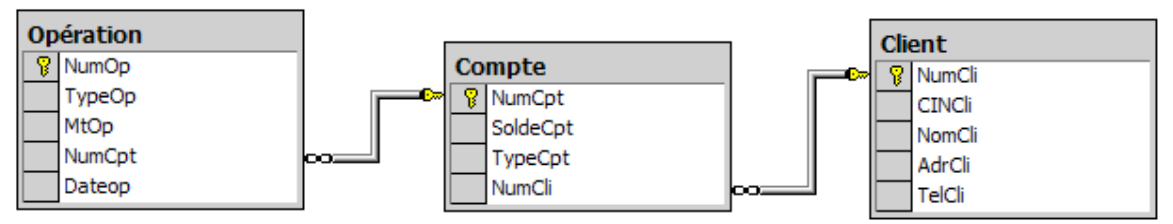 Opération
NumOp
TypeOp
MtOp
NumCpt
Dateop
Compte
NumCpt
SoldeCpt
TypeCpt
NumCli
Client
NumCli
CINCli
NomCli
AdrCli
TelCli